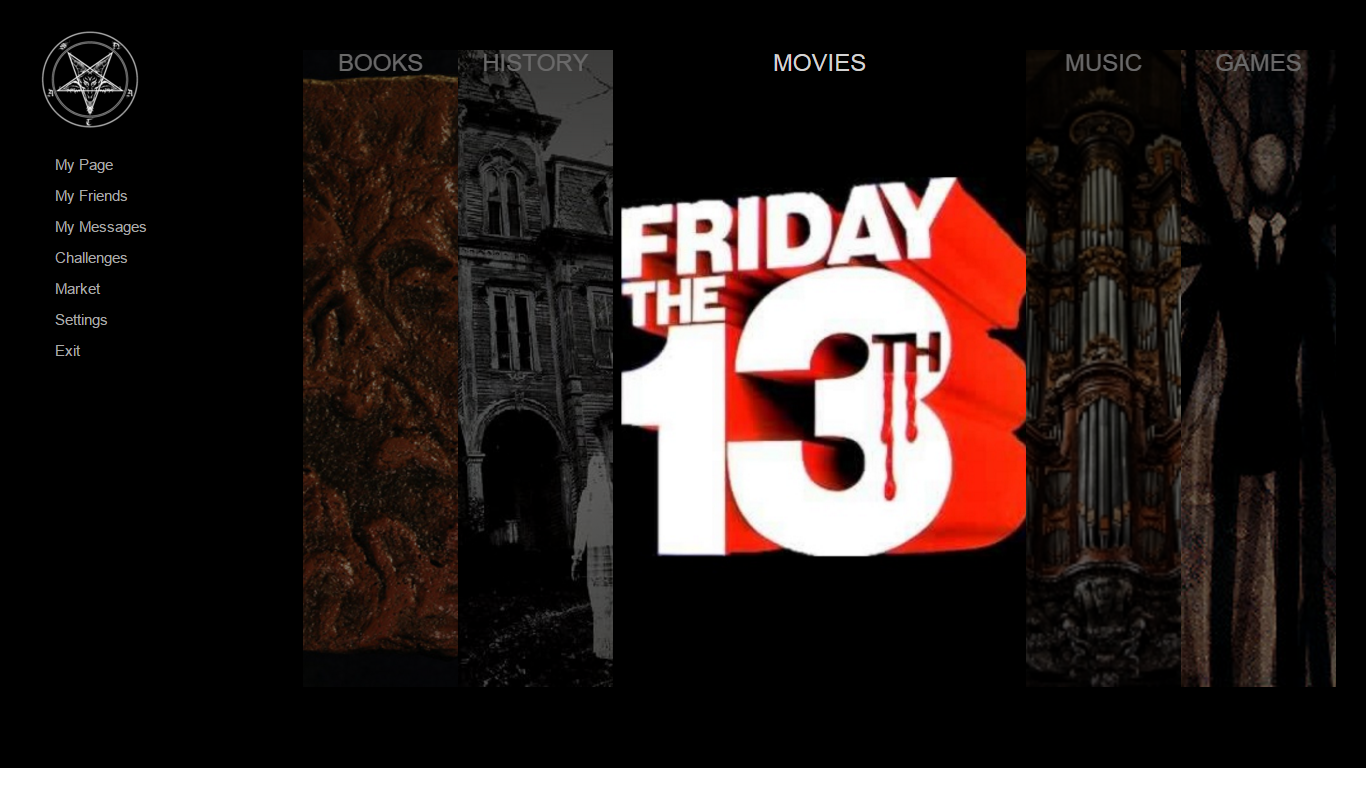 My Page
My Friends
My Messages
Challenges
Market
Settings
Exit
BOOKS
HISTORY
MOVIES
MUSIC
GAMES
FRIDAY
THE
13TH